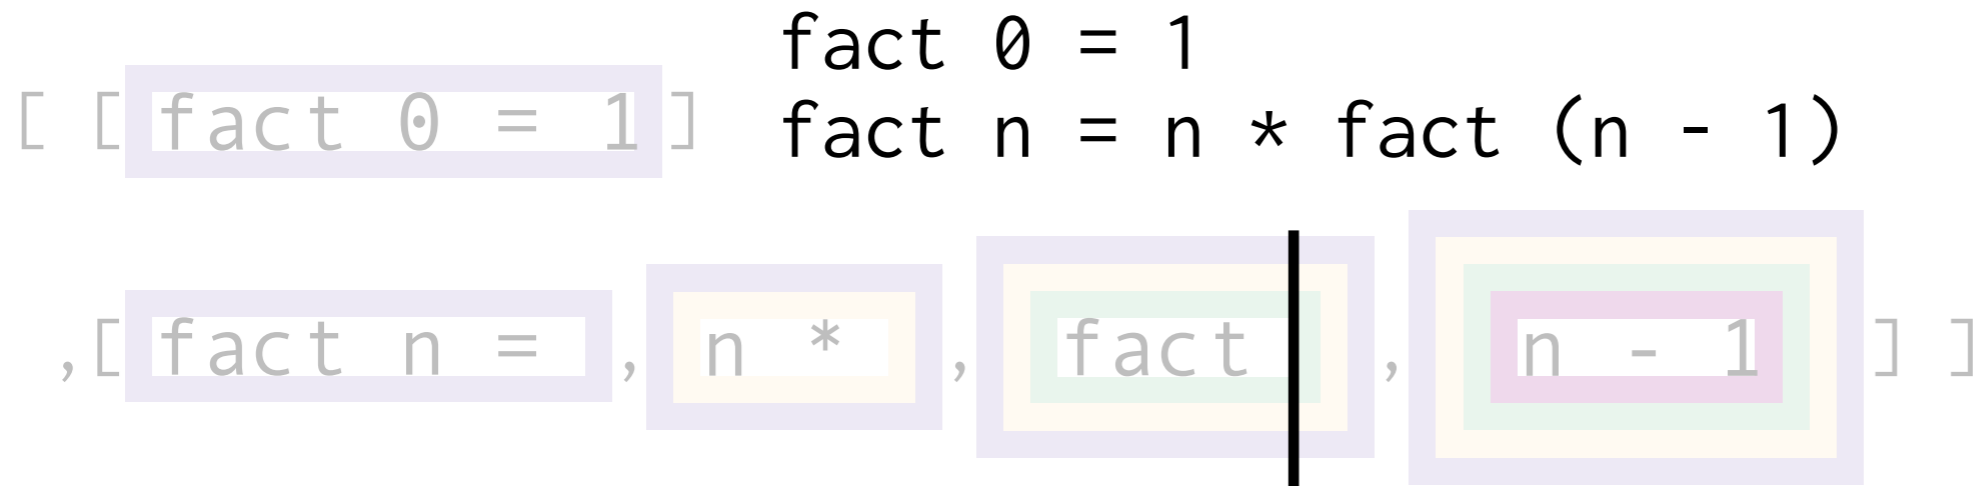 fact 0 = 1
fact n = n * fact (n - 1)
[ [ fact 0 = 1 ]
,[ fact n = , n * , fact , n - 1 ] ]